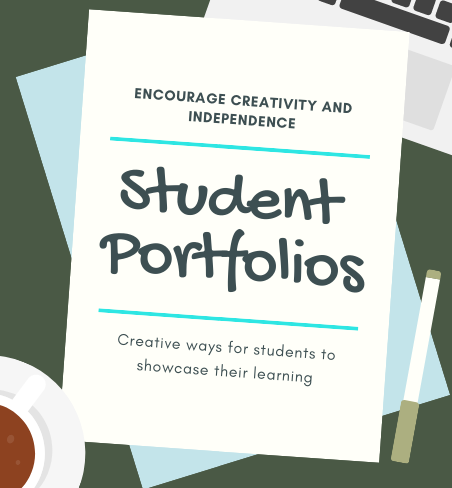 ENCOURAGE CREATIVITY AND
INDEPENDENCE
Student
Portfolios
Creative ways for students to
showcase their learning